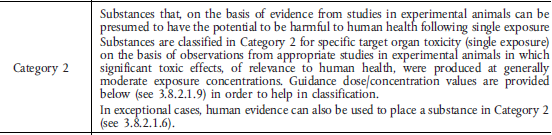 Substances that, on the basis of evidence from studies in experimental animals can be
presumed to have the potential to be harmful to human health following single exposure
Substances are classified in Category 2 for specific target organ toxicity (single exposure)
on the basis of observations from appropriate studies in experimental animals in which
Category 2
significant toxic effects, of relevance to human health, were produced at generally
moderate exposure concentrations. Guidance dose/concentration values are provided
below (see 3.8.2.1.9) in order to help in classification.
In exceptional cases, human evidence can also be used to place a substance in Category 2
(see 3.8.2.1.6).